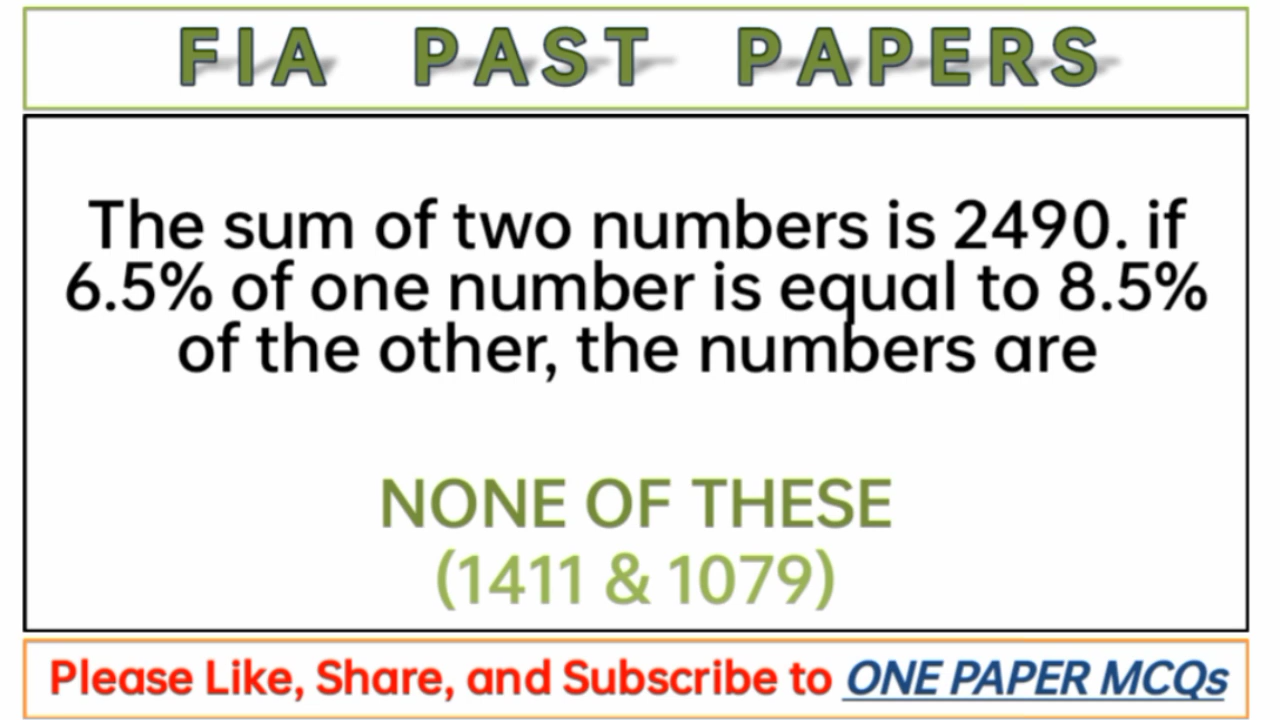 FIA PAST PAPERS
The sum of two numbers is 2490. if
6.5% of one number is equal to 8.5%
of the other, the numbers are
NONE OF THESE
(1411 & 1079)
Please Like, Share, and Subscribe to ONE PAPER MCQs